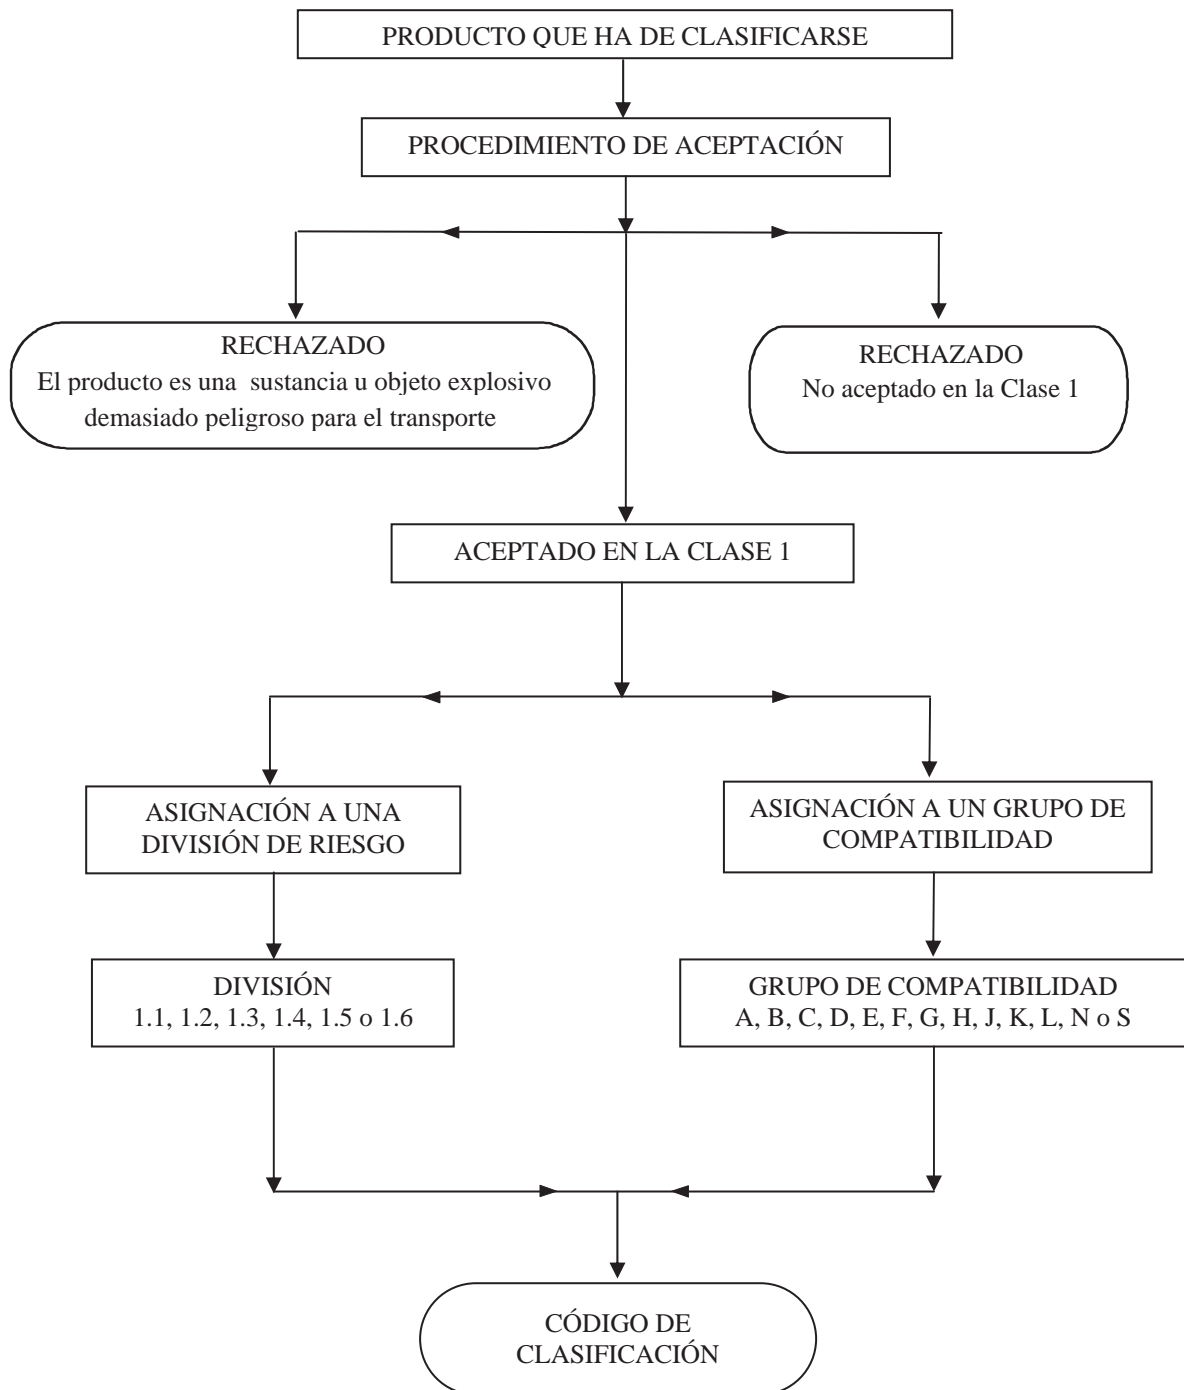 PRODUCTO QUE HA DE CLASIFICARSE
PROCEDIMIENTO DE ACEPTACIÓN
RECHAZADO
El producto es una sustancia u objeto explosivo
demasiado peligroso para el transporte
RECHAZADO
No aceptado en la Clase 1
ACEPTADO EN LA CLASE 1
ASIGNACIÓN A UNA
DIVISIÓN DE RIESGO
ASIGNACIÓN A UN GRUPO DE
COMPATIBILIDAD
DIVISIÓN
1.1, 1.2, 1.3, 1.4, 1.5 o 1.6
GRUPO DE COMPATIBILIDAD
A, B, C, D, E, F, G, H, J, K, L, N o S
CÓDIGO DE
CLASIFICACIÓN